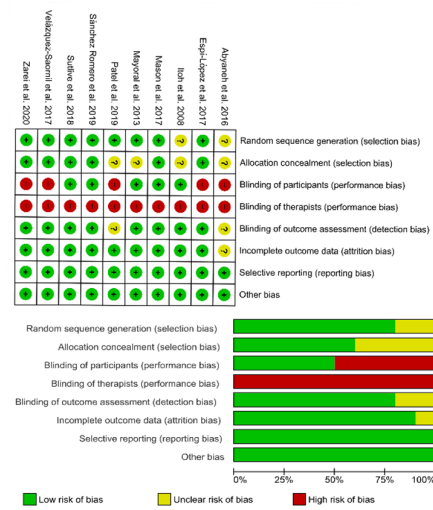 Zarei et al. 2020
Velázquez-Saornil et al. 2017
Sutlive et al. 2018
Sánchez Romero et al. 2019
Patel et al. 2019
Mayoral et al. 2013
Mason et al. 2017
Itoh et al. 2008
Espí-López et al. 2017
Abyaneh et al. 2016
+ + + + + + + ? + ? Random sequence generation (selection bias)
+ + + + ? ? + ? + ? Allocation concealment (selection bias)
Blinding of participants (performance bias)
Blinding of therapists (performance bias)
+ + + + ? + + + + ? Blinding of outcome assessment (detection bias)
+ + + + + + + + + ? Incomplete outcome data (attrition bias)
+ + + + + + + + + + Selective reporting (reporting bias)
+ + + + + + + + + + Other bias
Random sequence generation (selection bias)
Allocation concealment (selection bias)
Blinding of participants (performance bias)
Blinding of therapists (performance bias)
Blinding of outcome assessment (detection bias)
Incomplete outcome data (attrition bias)
Selective reporting (reporting bias)
Other bias
0% 25% 50% 75% 100%
Low risk of bias Unclear risk of bias High risk of bias